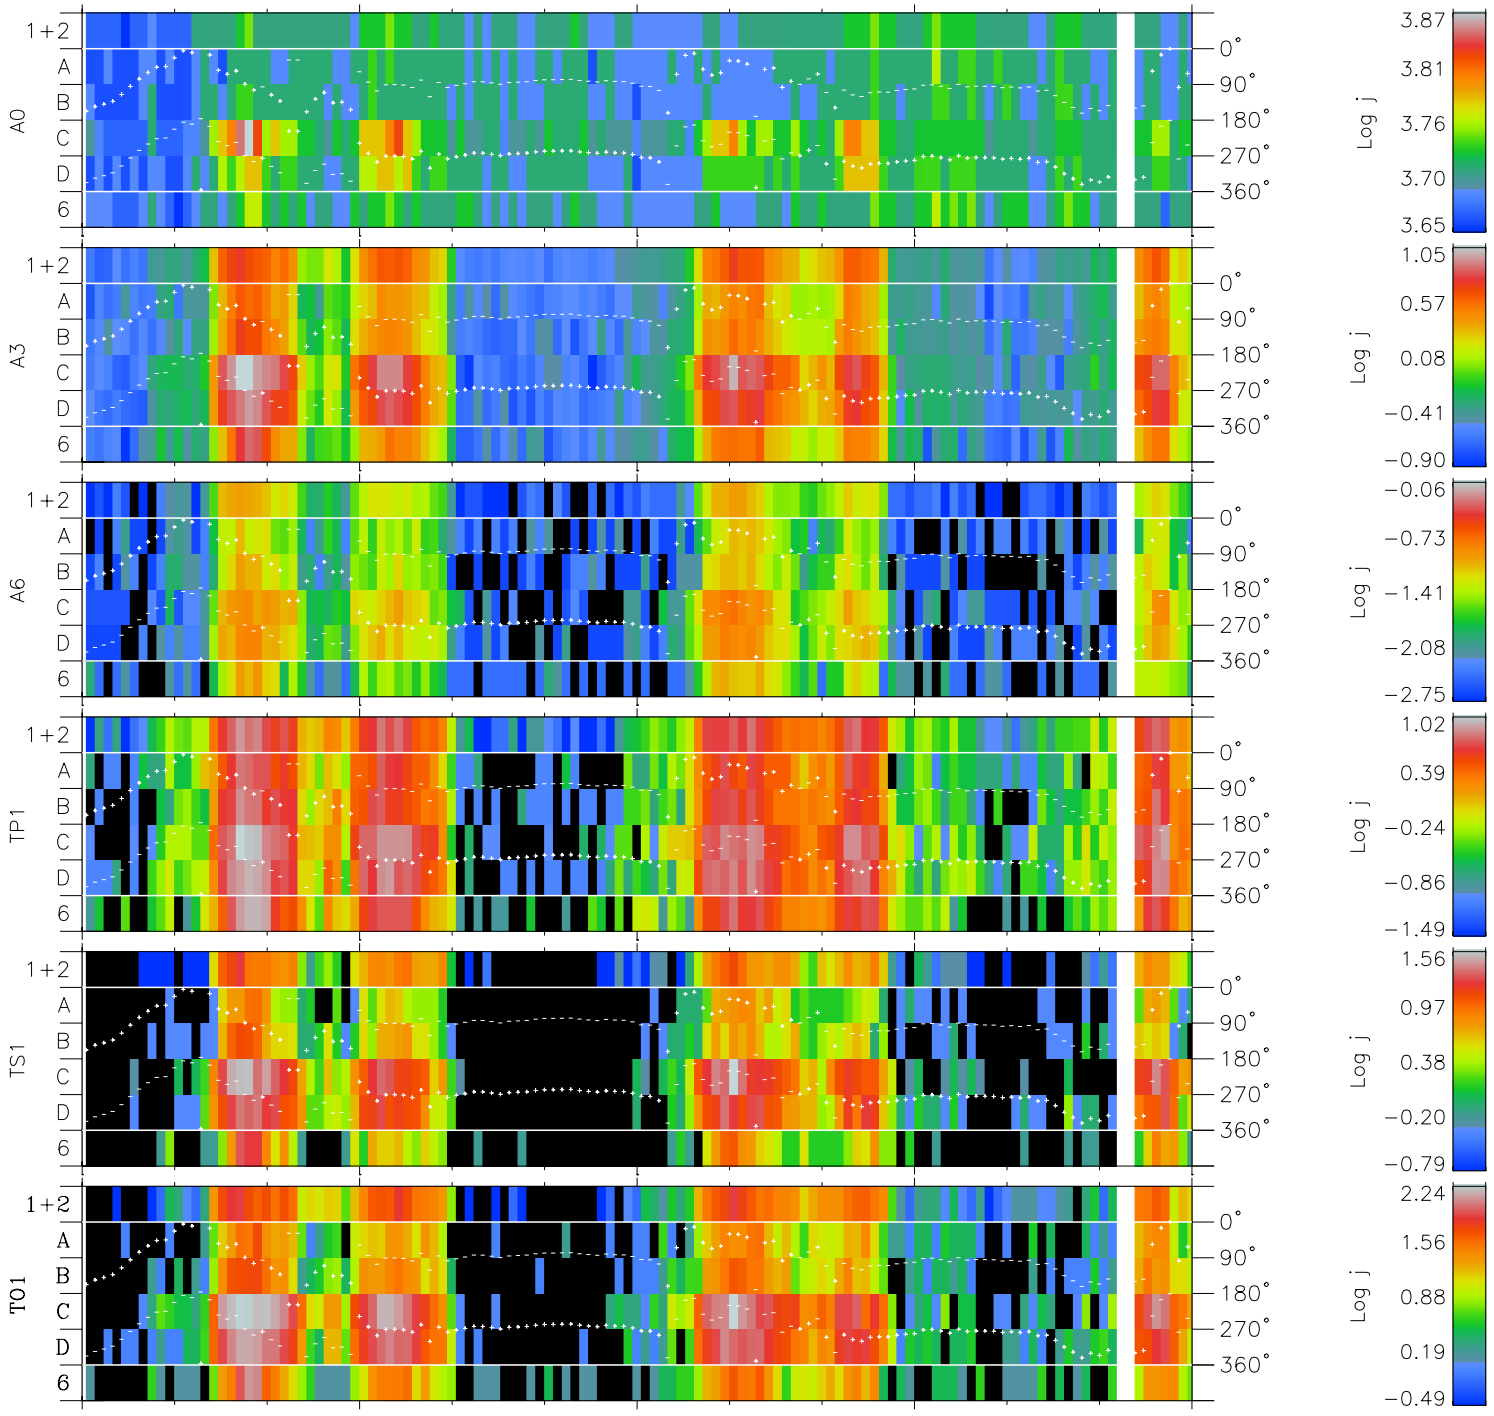 A0
1+2
A
B
C
D
6
0°
90°
180°
270°
360°
Log j
3.87
3.81
3.76
3.70
3.65
A3
1+2
A
B
C
D
6
0°
90°
180°
270°
360°
Log j
1.05
0.57
0.08
−0.41
−0.90
A6
1+2
A
B
C
D
6
0°
90°
180°
270°
360°
Log j
−0.06
−0.73
−1.41
−2.08
−2.75
TP1
1+2
A
B
C
D
6
0°
90°
180°
270°
360°
Log j
1.02
0.39
−0.24
−0.86
−1.49
TS1
1+2
A
B
C
D
6
0°
90°
180°
270°
360°
Log j
1.56
0.97
0.38
−0.20
−0.79
TO1
1+2
A
B
C
D
6
0°
90°
180°
270°
360°
Log j
2.24
1.56
0.88
0.19
−0.49